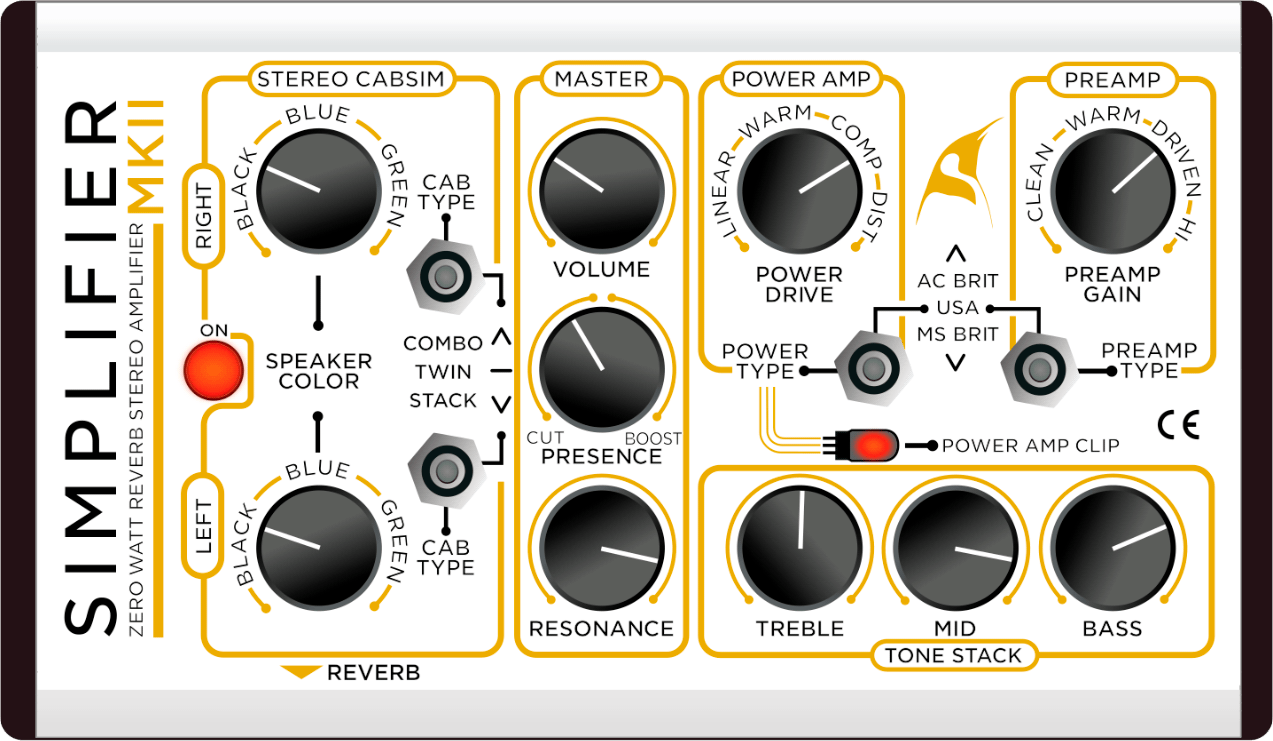 SIMPLIFIER
MKII
ZERO WATT REVERB STEREO AMPLIFIER
STEREO CABSIM
RIGHT
BLACK
BLUE
GREEN
CAB
TYPE
ON
SPEAKER
COLOR
COMBO
TWIN
STACK
LEFT
BLACK
BLUE
GREEN
CAB
TYPE
REVERB
MASTER
VOLUME
CUT
BOOST
PRESENCE
RESONANCE
POWER AMP
LINEAR
WARM
COMP
DIST
POWER
DRIVE
POWER
TYPE
AC BRIT
USA
MS BRIT
PREAMP
CLEAN
WARM
DRIVEN
HI
PREAMP
GAIN
PREAMP
TYPE
CE
POWER AMP CLIP
TREBLE
MID
BASS
TONE STACK